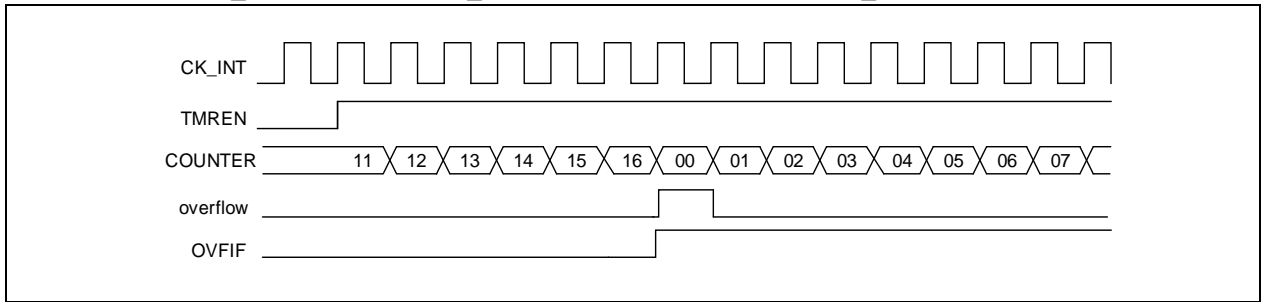 CK_INT
TMREN
COUNTER 11 12 13 14 15 16 00 01 02 03 04 05 06 07
overflow
OVFIF